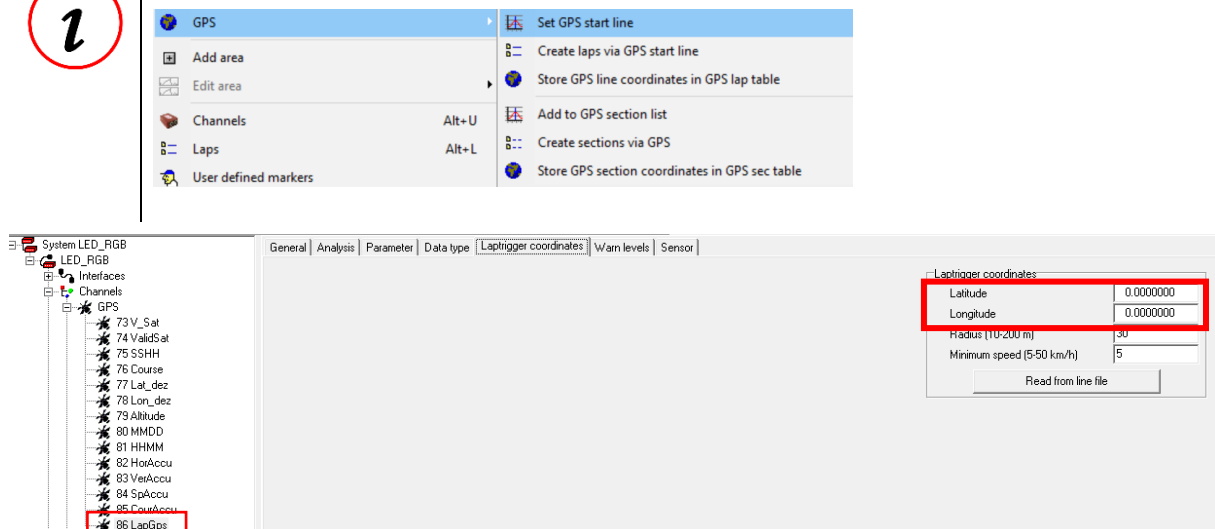 i
GPS
Set GPS start line
Create laps via GPS start line
Add area
Store GPS line coordinates in GPS lap table
Edit area
Add to GPS section list
Channels Alt+U
Create sections via GPS
Laps Alt+L
Store GPS section coordinates in GPS sec table
User defined markers
System LED_RGB
LED_RGB
Interfaces
Channels
GPS
73 V_Sat
74 ValidSat
75 SSHH
76 Course
77 Lat_dez
78 Lon_dez
79 Altitude
80 MMDD
81 HHMM
82 HorAccu
83 VerAccu
84 SpAccu
85 CourAccu
86 LapGps
General Analysis Parameter Data type Laptrigger coordinates Warn levels Sensor
Laptrigger coordinates
Latitude 0.0000000
Longitude 0.0000000
Radius (10-200 m) 30
Minimum speed (5-50 km/h) 5
Read from line file